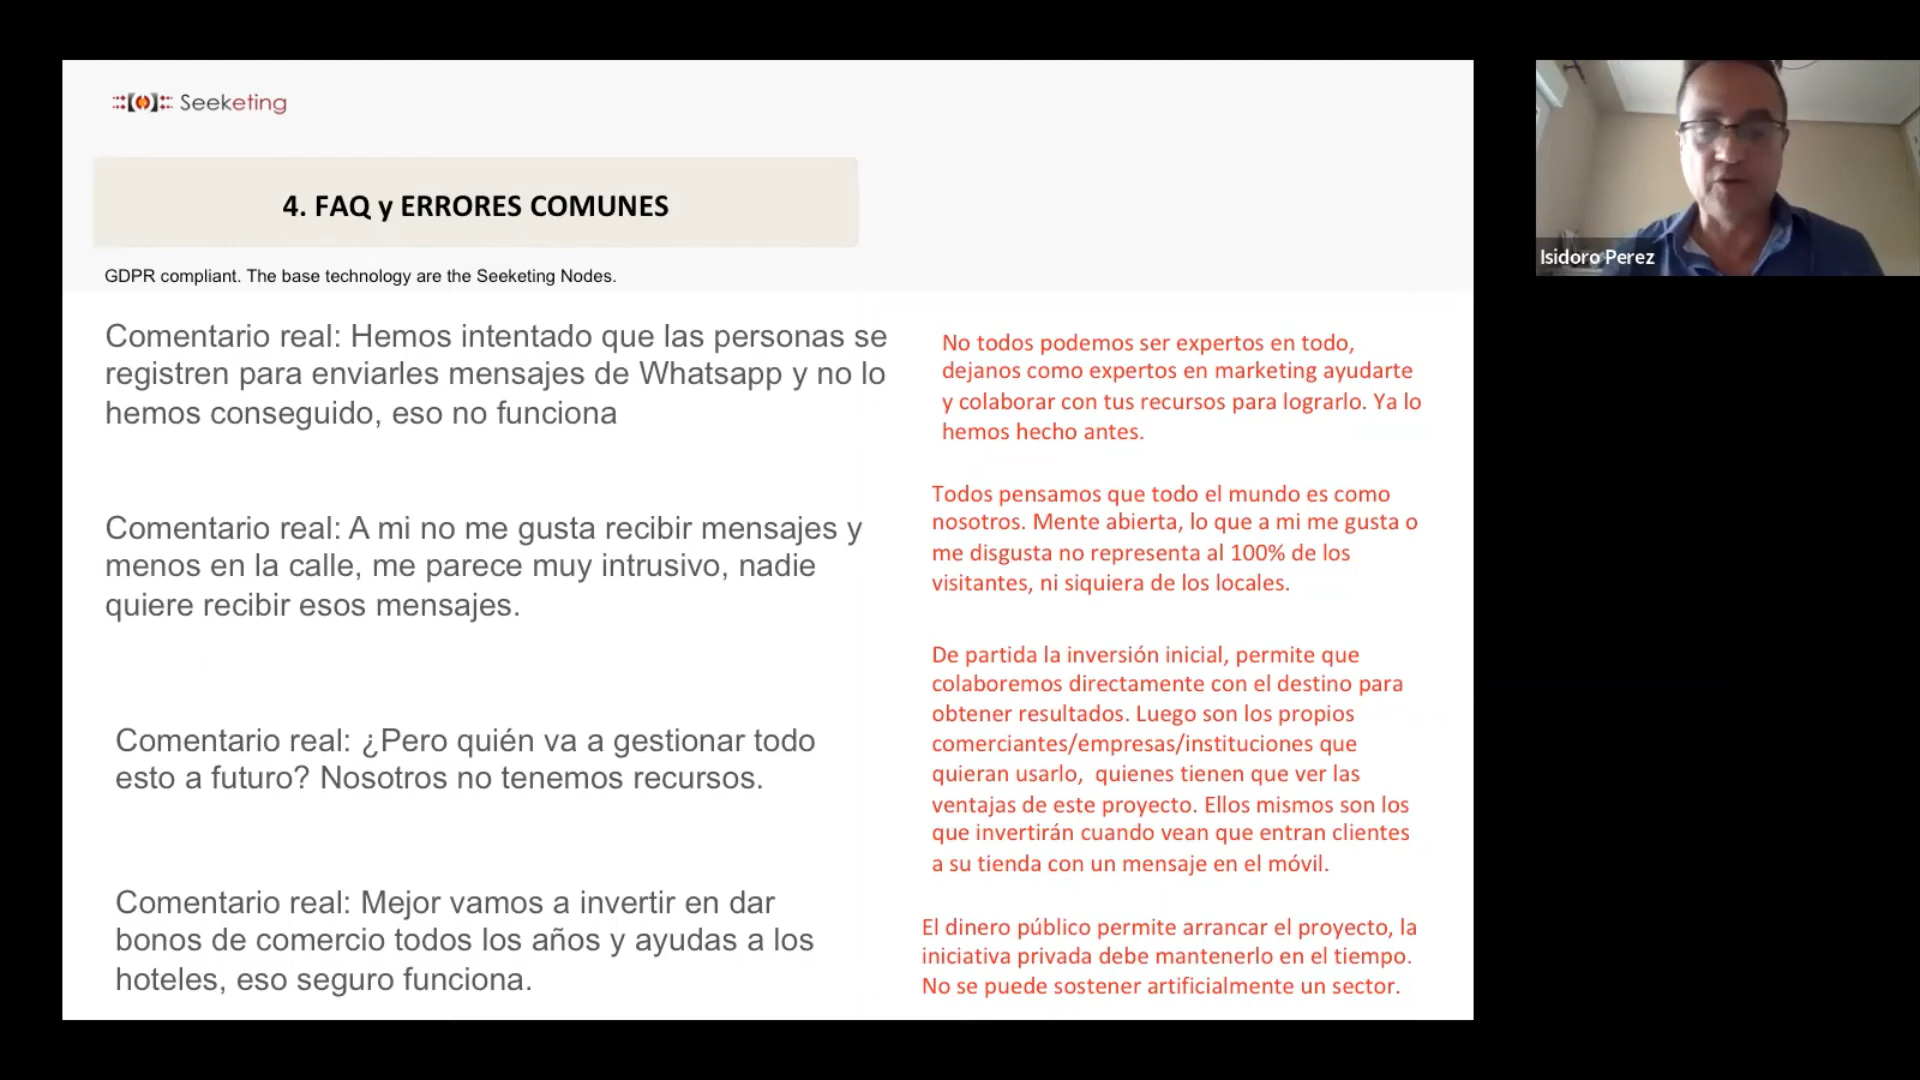 Seeketing
4. FAQ y ERRORES COMUNES
GDPR compliant. The base technology are the Seeketing Nodes.
Comentario real: Hemos intentado que las personas se
registren para enviarles mensajes de Whatsapp y no lo
hemos conseguido, eso no funciona
No todos podemos ser expertos en todo,
dejanos como expertos en marketing ayudarte
y colaborar con tus recursos para lograrlo. Ya lo
hemos hecho antes.
Comentario real: A mi no me gusta recibir mensajes y
menos en la calle, me parece muy intrusivo, nadie
quiere recibir esos mensajes.
Todos pensamos que todo el mundo es como
nosotros. Mente abierta, lo que a mi me gusta o
me disgusta no representa al 100% de los
visitantes, ni siquiera de los locales.
Comentario real: ¿Pero quién va a gestionar todo
esto a futuro? Nosotros no tenemos recursos.
De partida la inversión inicial, permite que
colaboremos directamente con el destino para
obtener resultados. Luego son los propios
comerciantes/empresas/instituciones que
quieran usarlo, quienes tienen que ver las
ventajas de este proyecto. Ellos mismos son los
que invertirán cuando vean que entran clientes
a su tienda con un mensaje en el móvil.
Comentario real: Mejor vamos a invertir en dar
bonos de comercio todos los años y ayudas a los
hoteles, eso seguro funciona.
El dinero público permite arrancar el proyecto, la
iniciativa privada debe mantenerlo en el tiempo.
No se puede sostener artificialmente un sector.
Isidoro Perez